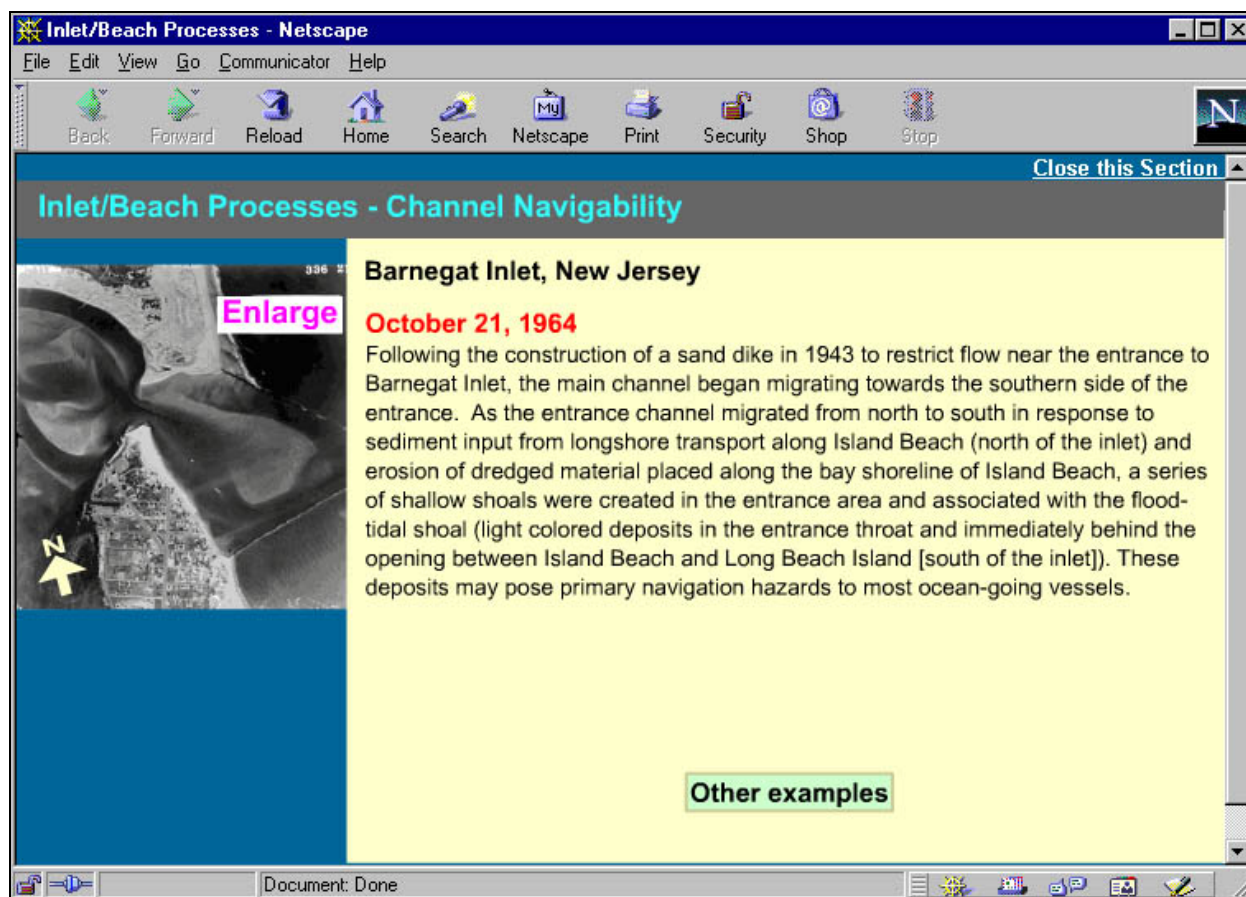 Inlet/Beach Processes - Netscape
File Edit View Go Communicator Help
Back Forward Reload Home Search Netscape Print Security Shop Stop
N
Close this Section
Inlet/Beach Processes - Channel Navigability
336
Enlarge
N
Barnegat Inlet, New Jersey
October 21, 1964
Following the construction of a sand dike in 1943 to restrict flow near the entrance to
Barnegat Inlet, the main channel began migrating towards the southern side of the
entrance.  As the entrance channel migrated from north to south in response to
sediment input from longshore transport along Island Beach (north of the inlet) and
erosion of dredged material placed along the bay shoreline of Island Beach, a series
of shallow shoals were created in the entrance area and associated with the flood-
tidal shoal (light colored deposits in the entrance throat and immediately behind the
opening between Island Beach and Long Beach Island [south of the inlet]). These
deposits may pose primary navigation hazards to most ocean-going vessels.
Other examples
Document: Done